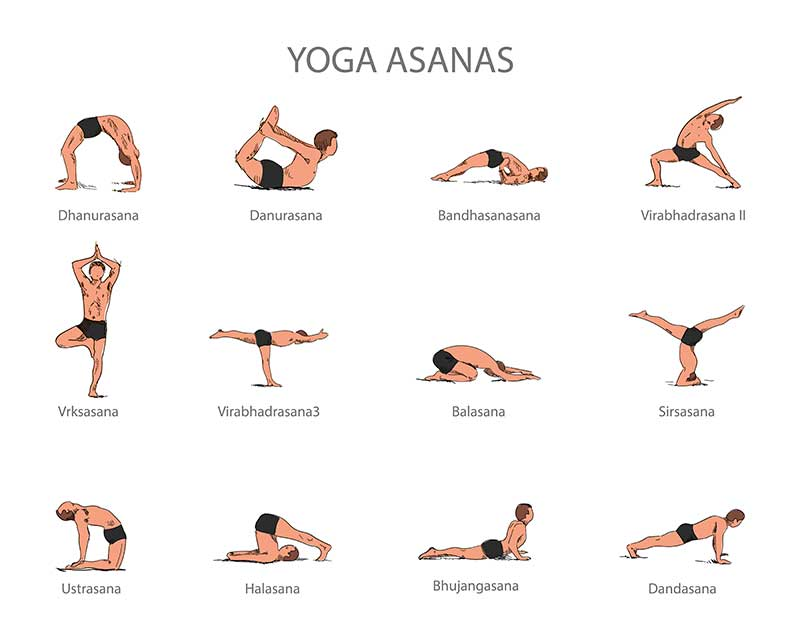 YOGA ASANAS
Dhanurasana
Danurasana
Bandhasanasana
Virabhadrasana II
Vrksasana
Virabhadrasana3
Balasana
Sirsasana
Ustrasana
Halasana
Bhujangasana
Dandasana